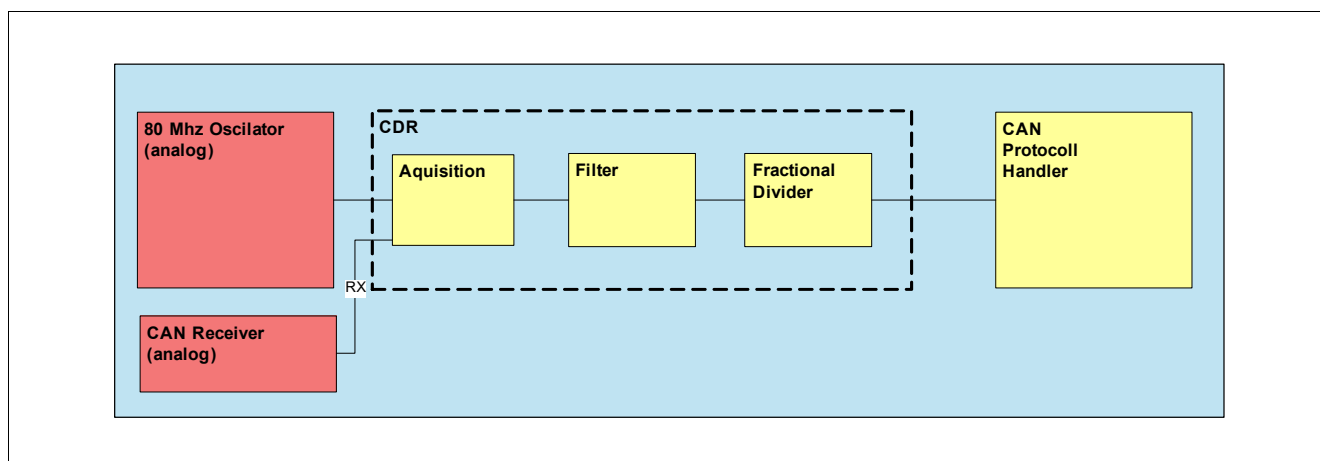 80 Mhz Oscilator
(analog)
CDR
Aquisition
Filter
Fractional
Divider
CAN
Protocoll
Handler
RX
CAN Receiver
(analog)